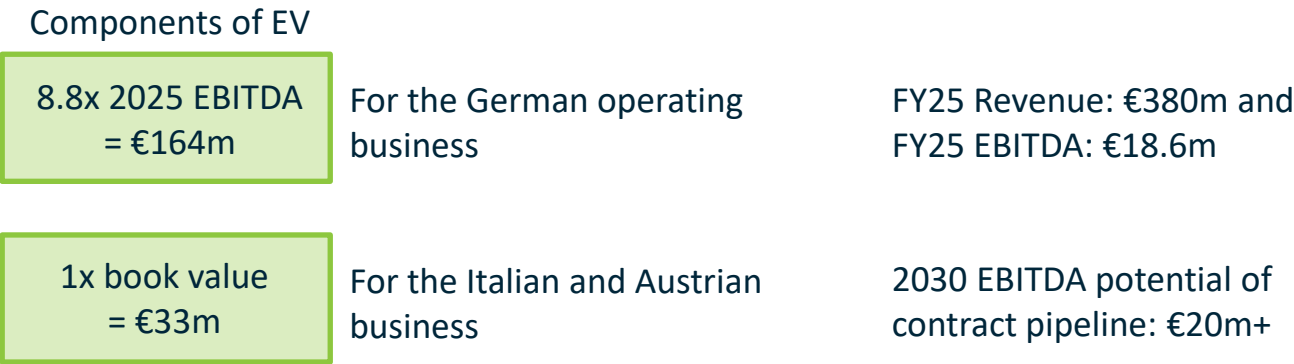 Components of EV
8.8x 2025 EBITDA
= €164m
For the German operating
business
FY25 Revenue: €380m and
FY25 EBITDA: €18.6m
1x book value
= €33m
For the Italian and Austrian
business
2030 EBITDA potential of
contract pipeline: €20m+